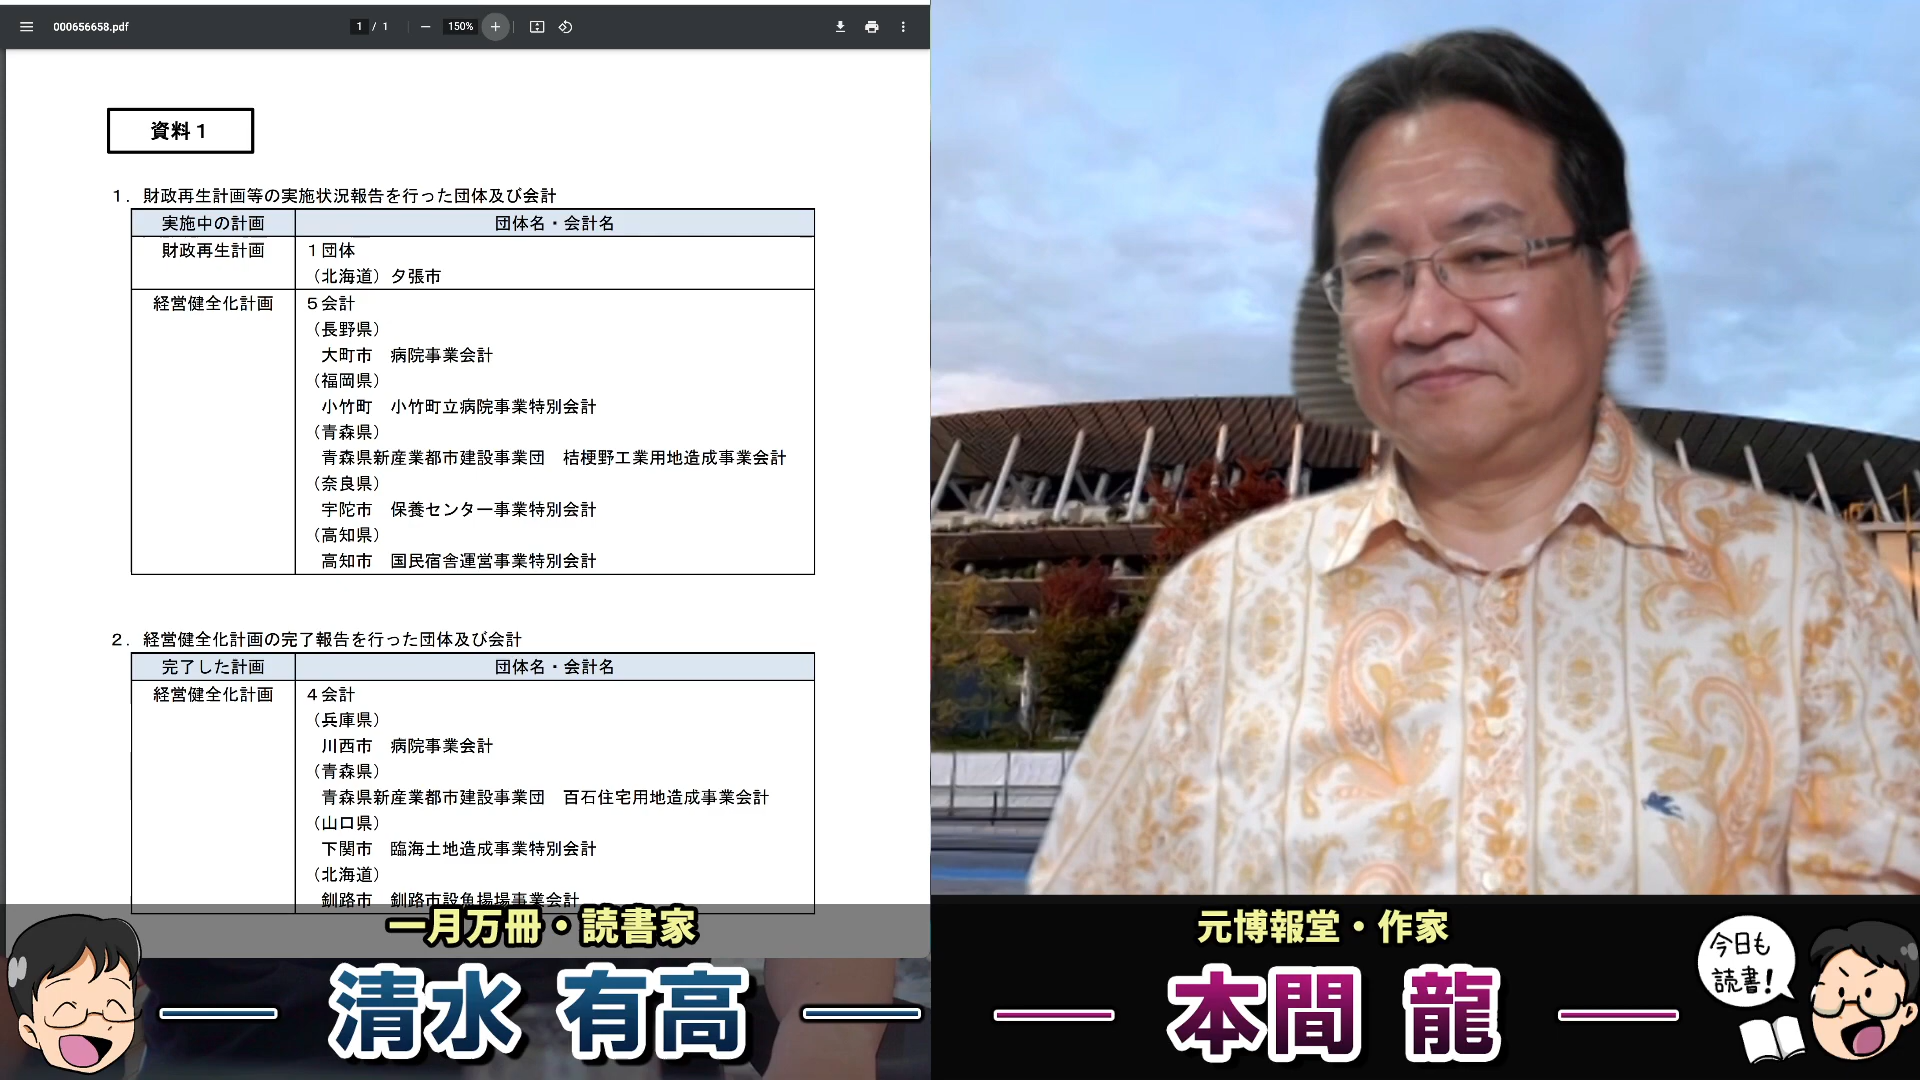 000656658.pdf
1 / 1
150%
資料１
１．財政再生計画等の実施状況報告を行った団体及び会計
実施中の計画 団体名・会計名
財政再生計画 １団体
（北海道）夕張市
経営健全化計画 ５会計
（長野県）
大町市 病院事業会計
（福岡県）
小竹町 小竹町立病院事業特別会計
（青森県）
青森県新産業都市建設事業団 桔梗野工業用地造成事業会計
（奈良県）
宇陀市 保養センター事業特別会計
（高知県）
高知市 国民宿舎運営事業特別会計
２．経営健全化計画の完了報告を行った団体及び会計
完了した計画 団体名・会計名
経営健全化計画 ４会計
（兵庫県）
川西市 病院事業会計
（青森県）
青森県新産業都市建設事業団 百石住宅用地造成事業会計
（山口県）
下関市 臨海土地造成事業特別会計
（北海道）
釧路市 釧路市設魚揚場事業会計
一月万冊・読書家
清水 有高
元博報堂・作家
本間 龍
今日も
読書!